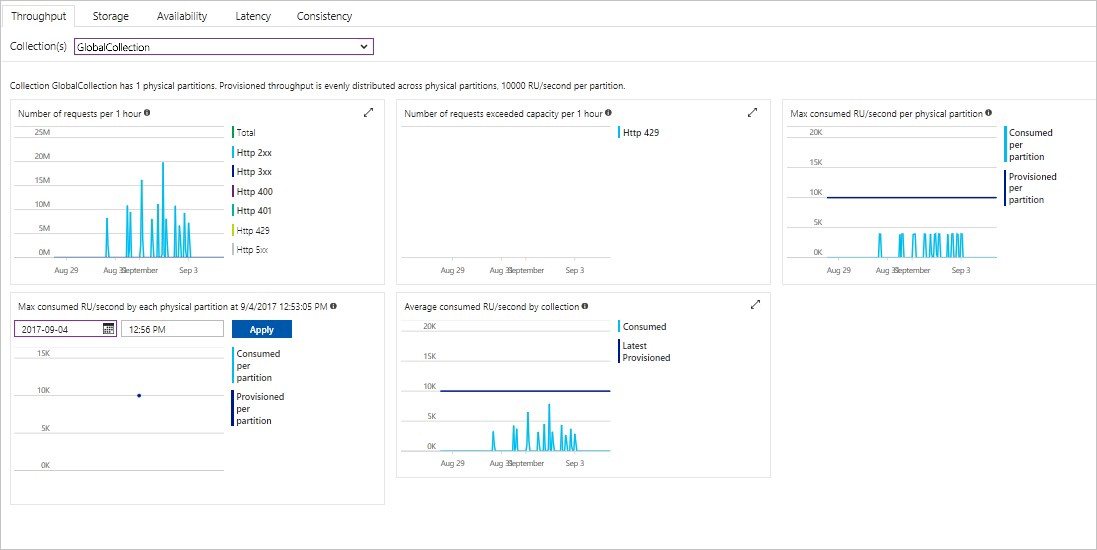 Throughput Storage Availability Latency Consistency
Collection(s) GlobalCollection
Collection GlobalCollection has 1 physical partitions. Provisioned throughput is evenly distributed across physical partitions, 10000 RU/second per partition.
Number of requests per 1 hour
25M
20M
15M
10M
5M
0M
Aug 29 Aug 31 September Sep 3
Total
Http 2xx
Http 3xx
Http 400
Http 401
Http 429
Http 5xx
Number of requests exceeded capacity per 1 hour
Http 429
Aug 29 Aug 31 September Sep 3
Max consumed RU/second per physical partition
20K
15K
10K
5K
0K
Aug 29 Aug 31 September Sep 3
Consumed
per
partition
Provisioned
per
partition
Max consumed RU/second by each physical partition at 9/4/2017 12:53:05 PM
2017-09-04 12:56 PM Apply
15K
10K
5K
0K
Consumed
per
partition
Provisioned
per
partition
Average consumed RU/second by collection
20K
15K
10K
5K
0K
Aug 29 Aug 31 September Sep 3
Consumed
Latest
Provisioned